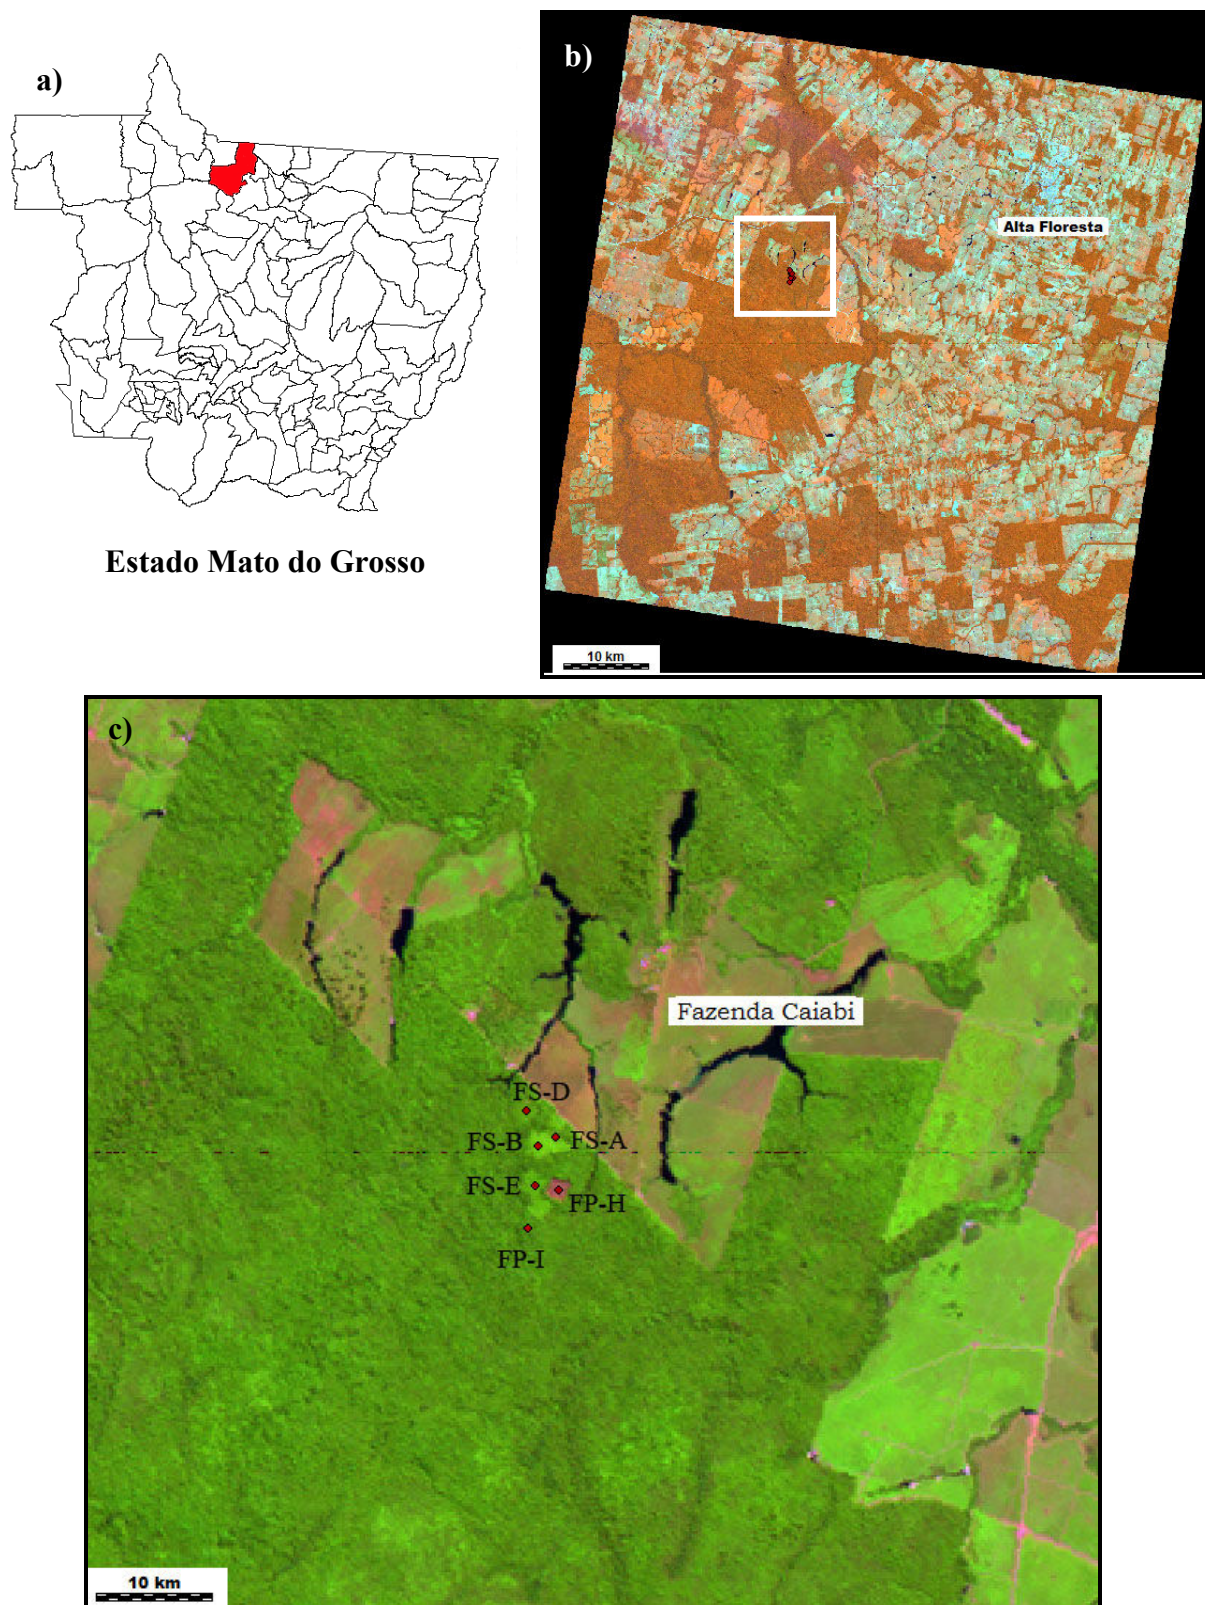 a)
Estado Mato do Grosso
b)
Alta Floresta
10 km
c)
Fazenda Caiabi
FS-D
FS-B
FS-A
FS-E
FP-H
FP-I
10 km